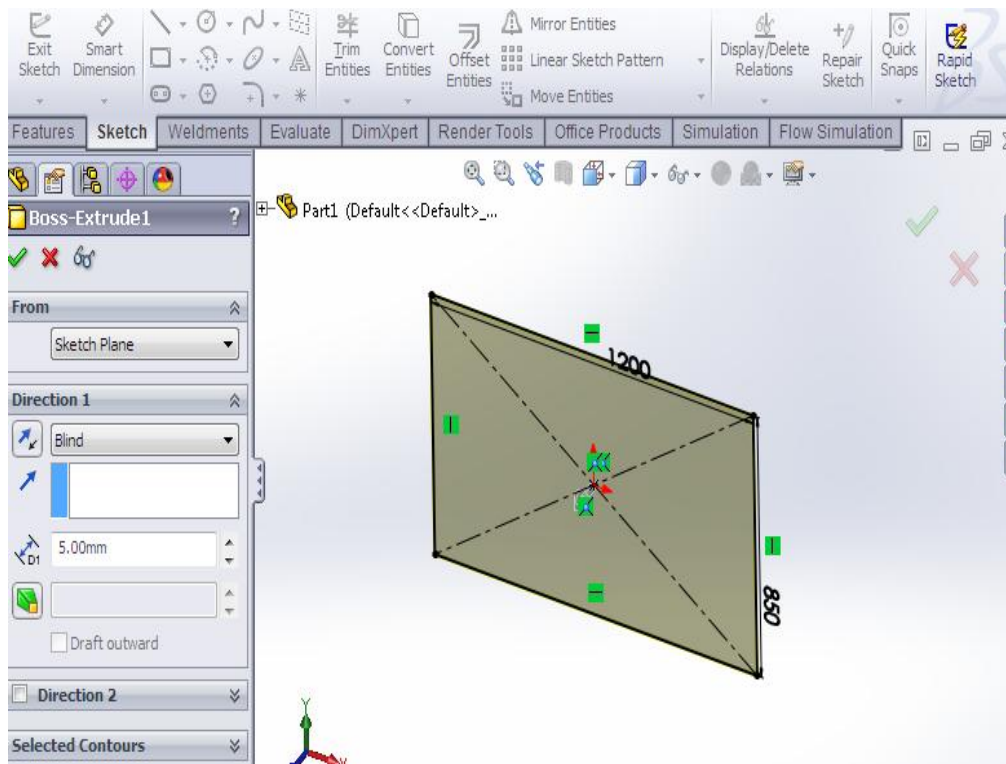 Exit Sketch
Smart Dimension
Trim Entities
Convert Entities
Offset Entities
Mirror Entities
Linear Sketch Pattern
Move Entities
Display/Delete Relations
Repair Sketch
Quick Snaps
Rapid Sketch
Features Sketch Weldments Evaluate DimXpert Render Tools Office Products Simulation Flow Simulation
Boss-Extrude1 ?
Part1 (Default<<Default>_...
From
Sketch Plane
Direction 1
Blind
D1 5.00mm
Draft outward
Direction 2
Selected Contours
1200
850
Y